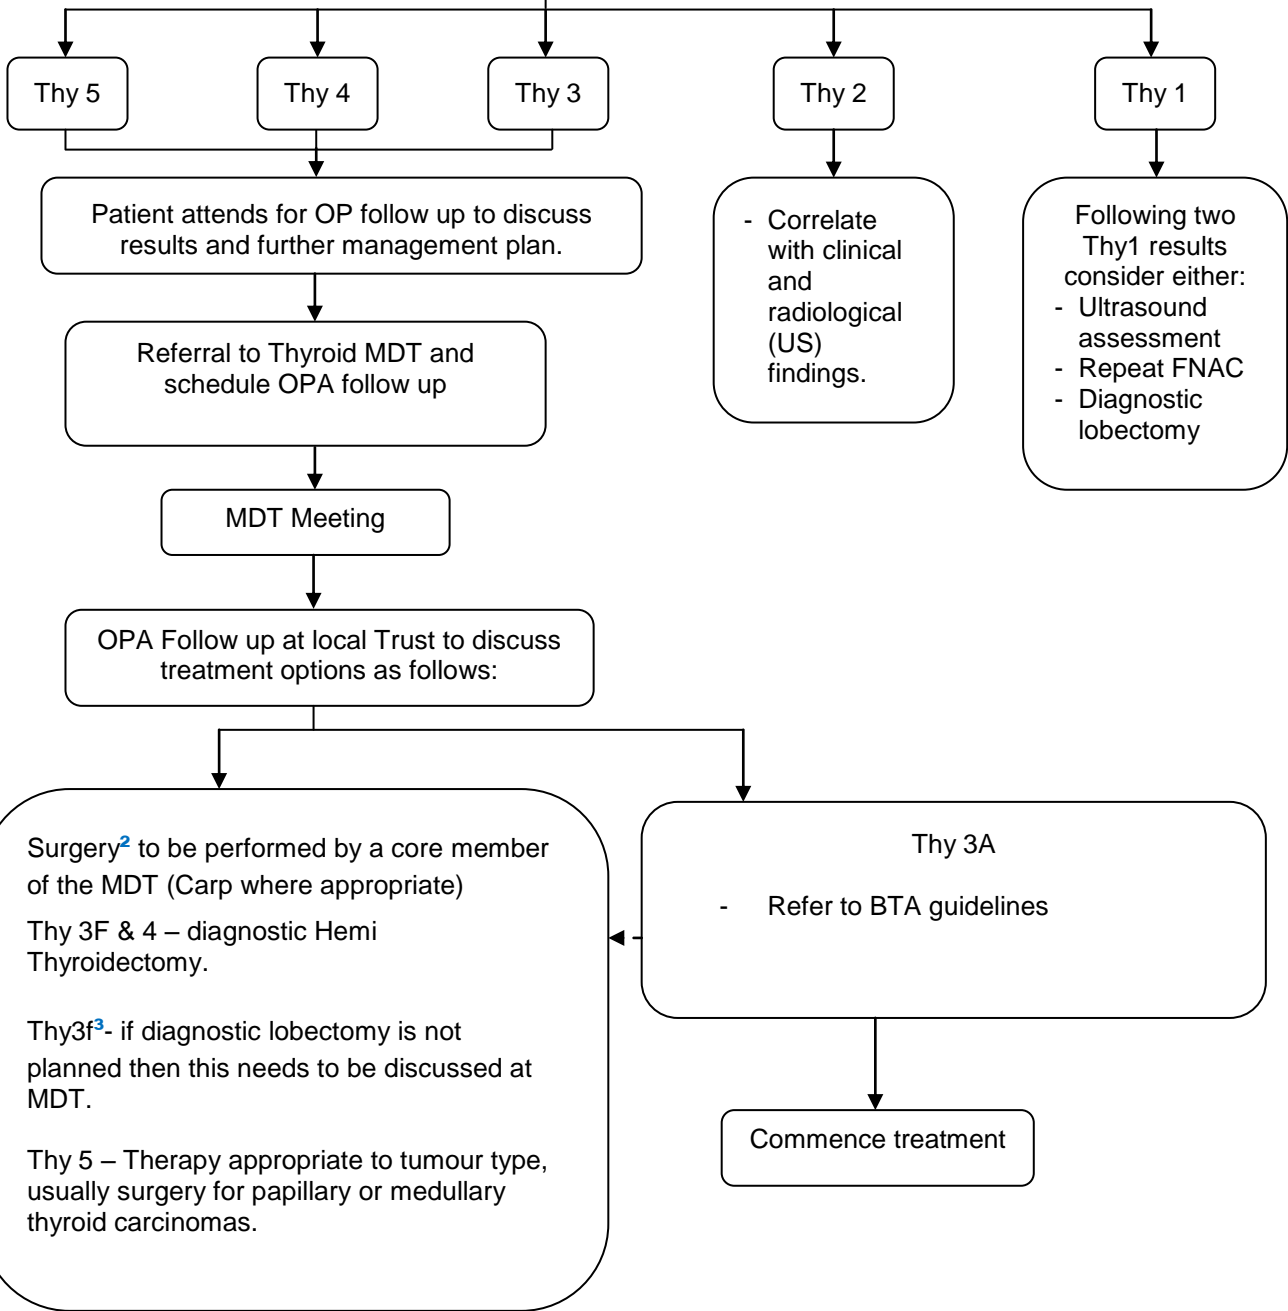 Thy 5
Thy 4
Thy 3
Thy 2
Thy 1
Patient attends for OP follow up to discuss
results and further management plan.
- Correlate
with clinical
and
radiological
(US)
findings.
Following two
Thy1 results
consider either:
- Ultrasound
assessment
- Repeat FNAC
- Diagnostic
lobectomy
Referral to Thyroid MDT and
schedule OPA follow up
MDT Meeting
OPA Follow up at local Trust to discuss
treatment options as follows:
Surgery² to be performed by a core member
of the MDT (Carp where appropriate)
Thy 3F & 4 – diagnostic Hemi
Thyroidectomy.
Thy3f³- if diagnostic lobectomy is not
planned then this needs to be discussed at
MDT.
Thy 5 – Therapy appropriate to tumour type,
usually surgery for papillary or medullary
thyroid carcinomas.
Thy 3A
- Refer to BTA guidelines
Commence treatment